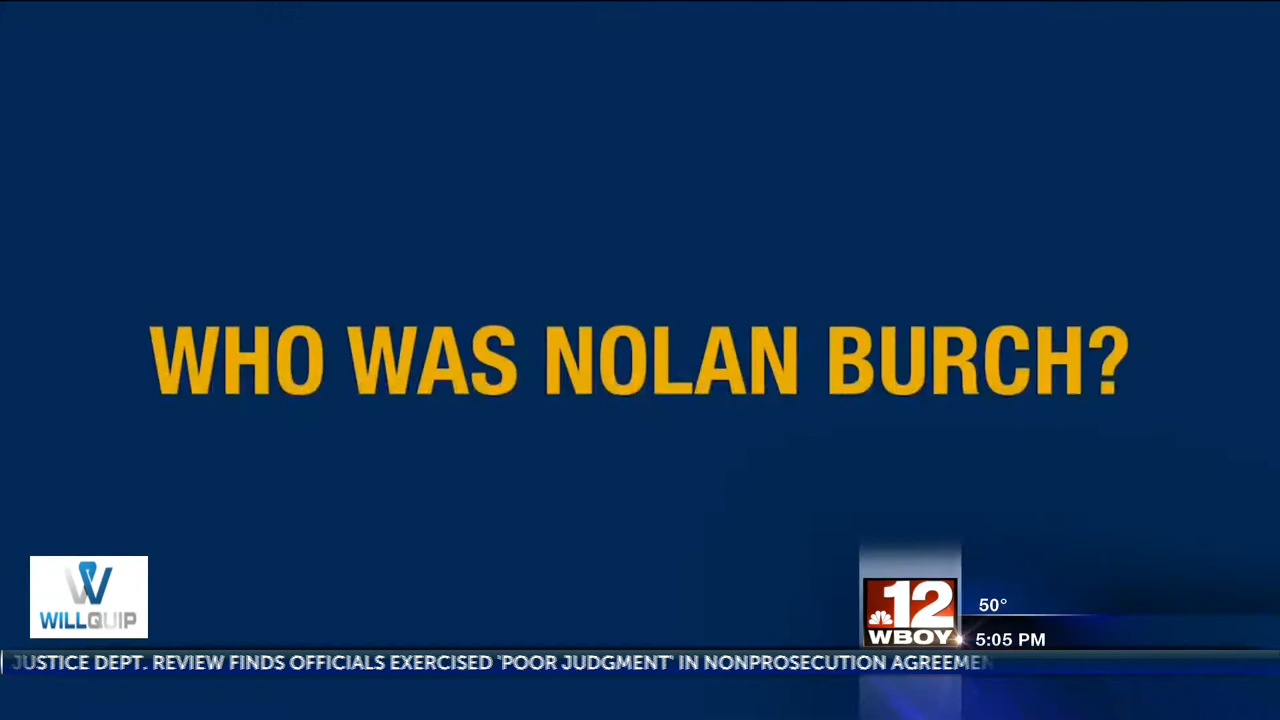 WHO WAS NOLAN BURCH?
WILLQUIP
12
WBOY
50°
5:05 PM
JUSTICE DEPT. REVIEW FINDS OFFICIALS EXERCISED "POOR JUDGMENT" IN NONPROSECUTION AGREEMEN